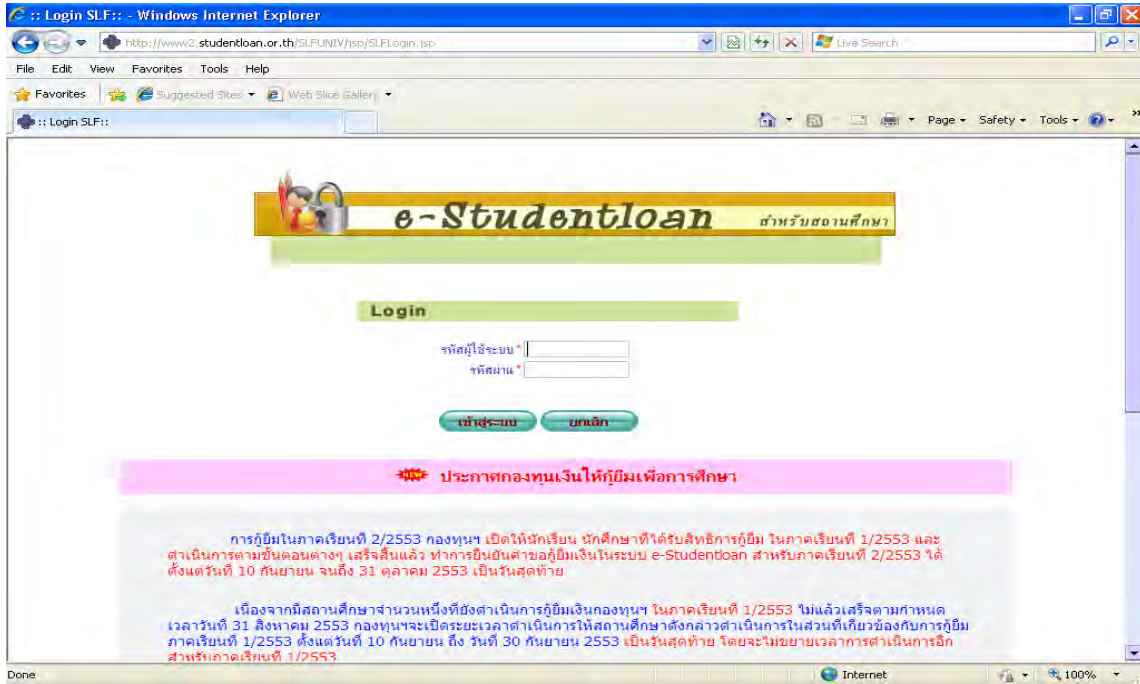 :: Login SLF:: - Windows Internet Explorer
http://www2.studentloan.or.th/SLFUNIV/jsp/SLFLogin.jsp
Live Search
File Edit View Favorites Tools Help
Favorites Suggested Sites Web Slice Gallery
:: Login SLF::
Page Safety Tools
e-Studentloan สำหรับสถานศึกษา
Login
รหัสผู้ใช้ระบบ *
รหัสผ่าน *
เข้าสู่ระบบ ยกเลิก
NEW ประกาศกองทุนเงินให้กู้ยืมเพื่อการศึกษา
การกู้ยืมในภาคเรียนที่ 2/2553 กองทุนฯ เปิดให้นักเรียน นักศึกษาที่ได้รับสิทธิการกู้ยืม ในภาคเรียนที่ 1/2553 และ
ดำเนินการตามขั้นตอนต่างๆ เสร็จสิ้นแล้ว ทำการยืนยันคำขอกู้ยืมเงินในระบบ e-Studentloan สำหรับภาคเรียนที่ 2/2553 ได้
ตั้งแต่วันที่ 10 กันยายน จนถึง 31 ตุลาคม 2553 เป็นวันสุดท้าย
เนื่องจากมีสถานศึกษาจำนวนหนึ่งที่ยังดำเนินการกู้ยืมเงินกองทุนฯ ในภาคเรียนที่ 1/2553 ไม่แล้วเสร็จตามกำหนด
เวลาวันที่ 31 สิงหาคม 2553 กองทุนฯจะเปิดระยะเวลาดำเนินการให้สถานศึกษาดังกล่าวดำเนินการในส่วนที่เกี่ยวข้องกับการกู้ยืม
ภาคเรียนที่ 1/2553 ตั้งแต่วันที่ 10 กันยายน ถึง วันที่ 30 กันยายน 2553 เป็นวันสุดท้าย โดยจะไม่ขยายเวลาการดำเนินการอีก
สำหรับภาคเรียนที่ 1/2553
Done Internet 100%